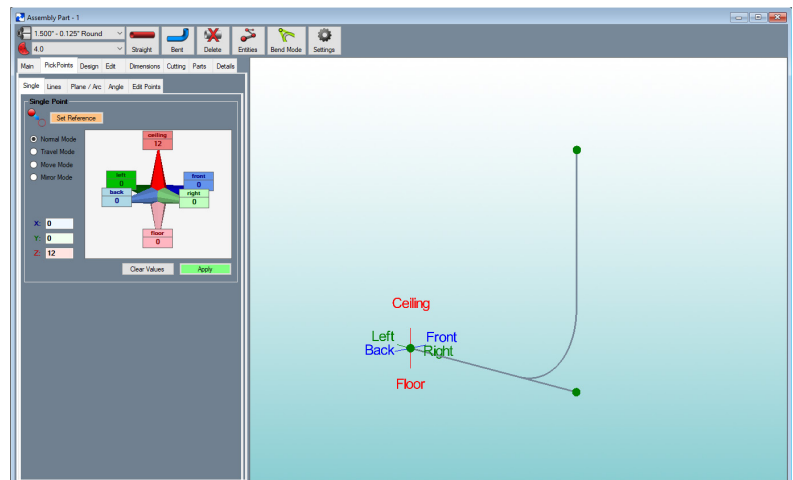 Assembly Part - 1
1.500" - 0.125" Round
4.0
Straight
Bent
Delete
Entities
Bend Mode
Settings
Main PickPoints Design Edit Dimensions Cutting Parts Details
Single Lines Plane / Arc Angle Edit Points
Single Point
Set Reference
Normal Mode
Travel Mode
Move Mode
Mirror Mode
ceiling
12
left
0
front
0
back
0
right
0
floor
0
X: 0
Y: 0
Z: 12
Clear Values Apply
Ceiling
Left Front
Back Right
Floor